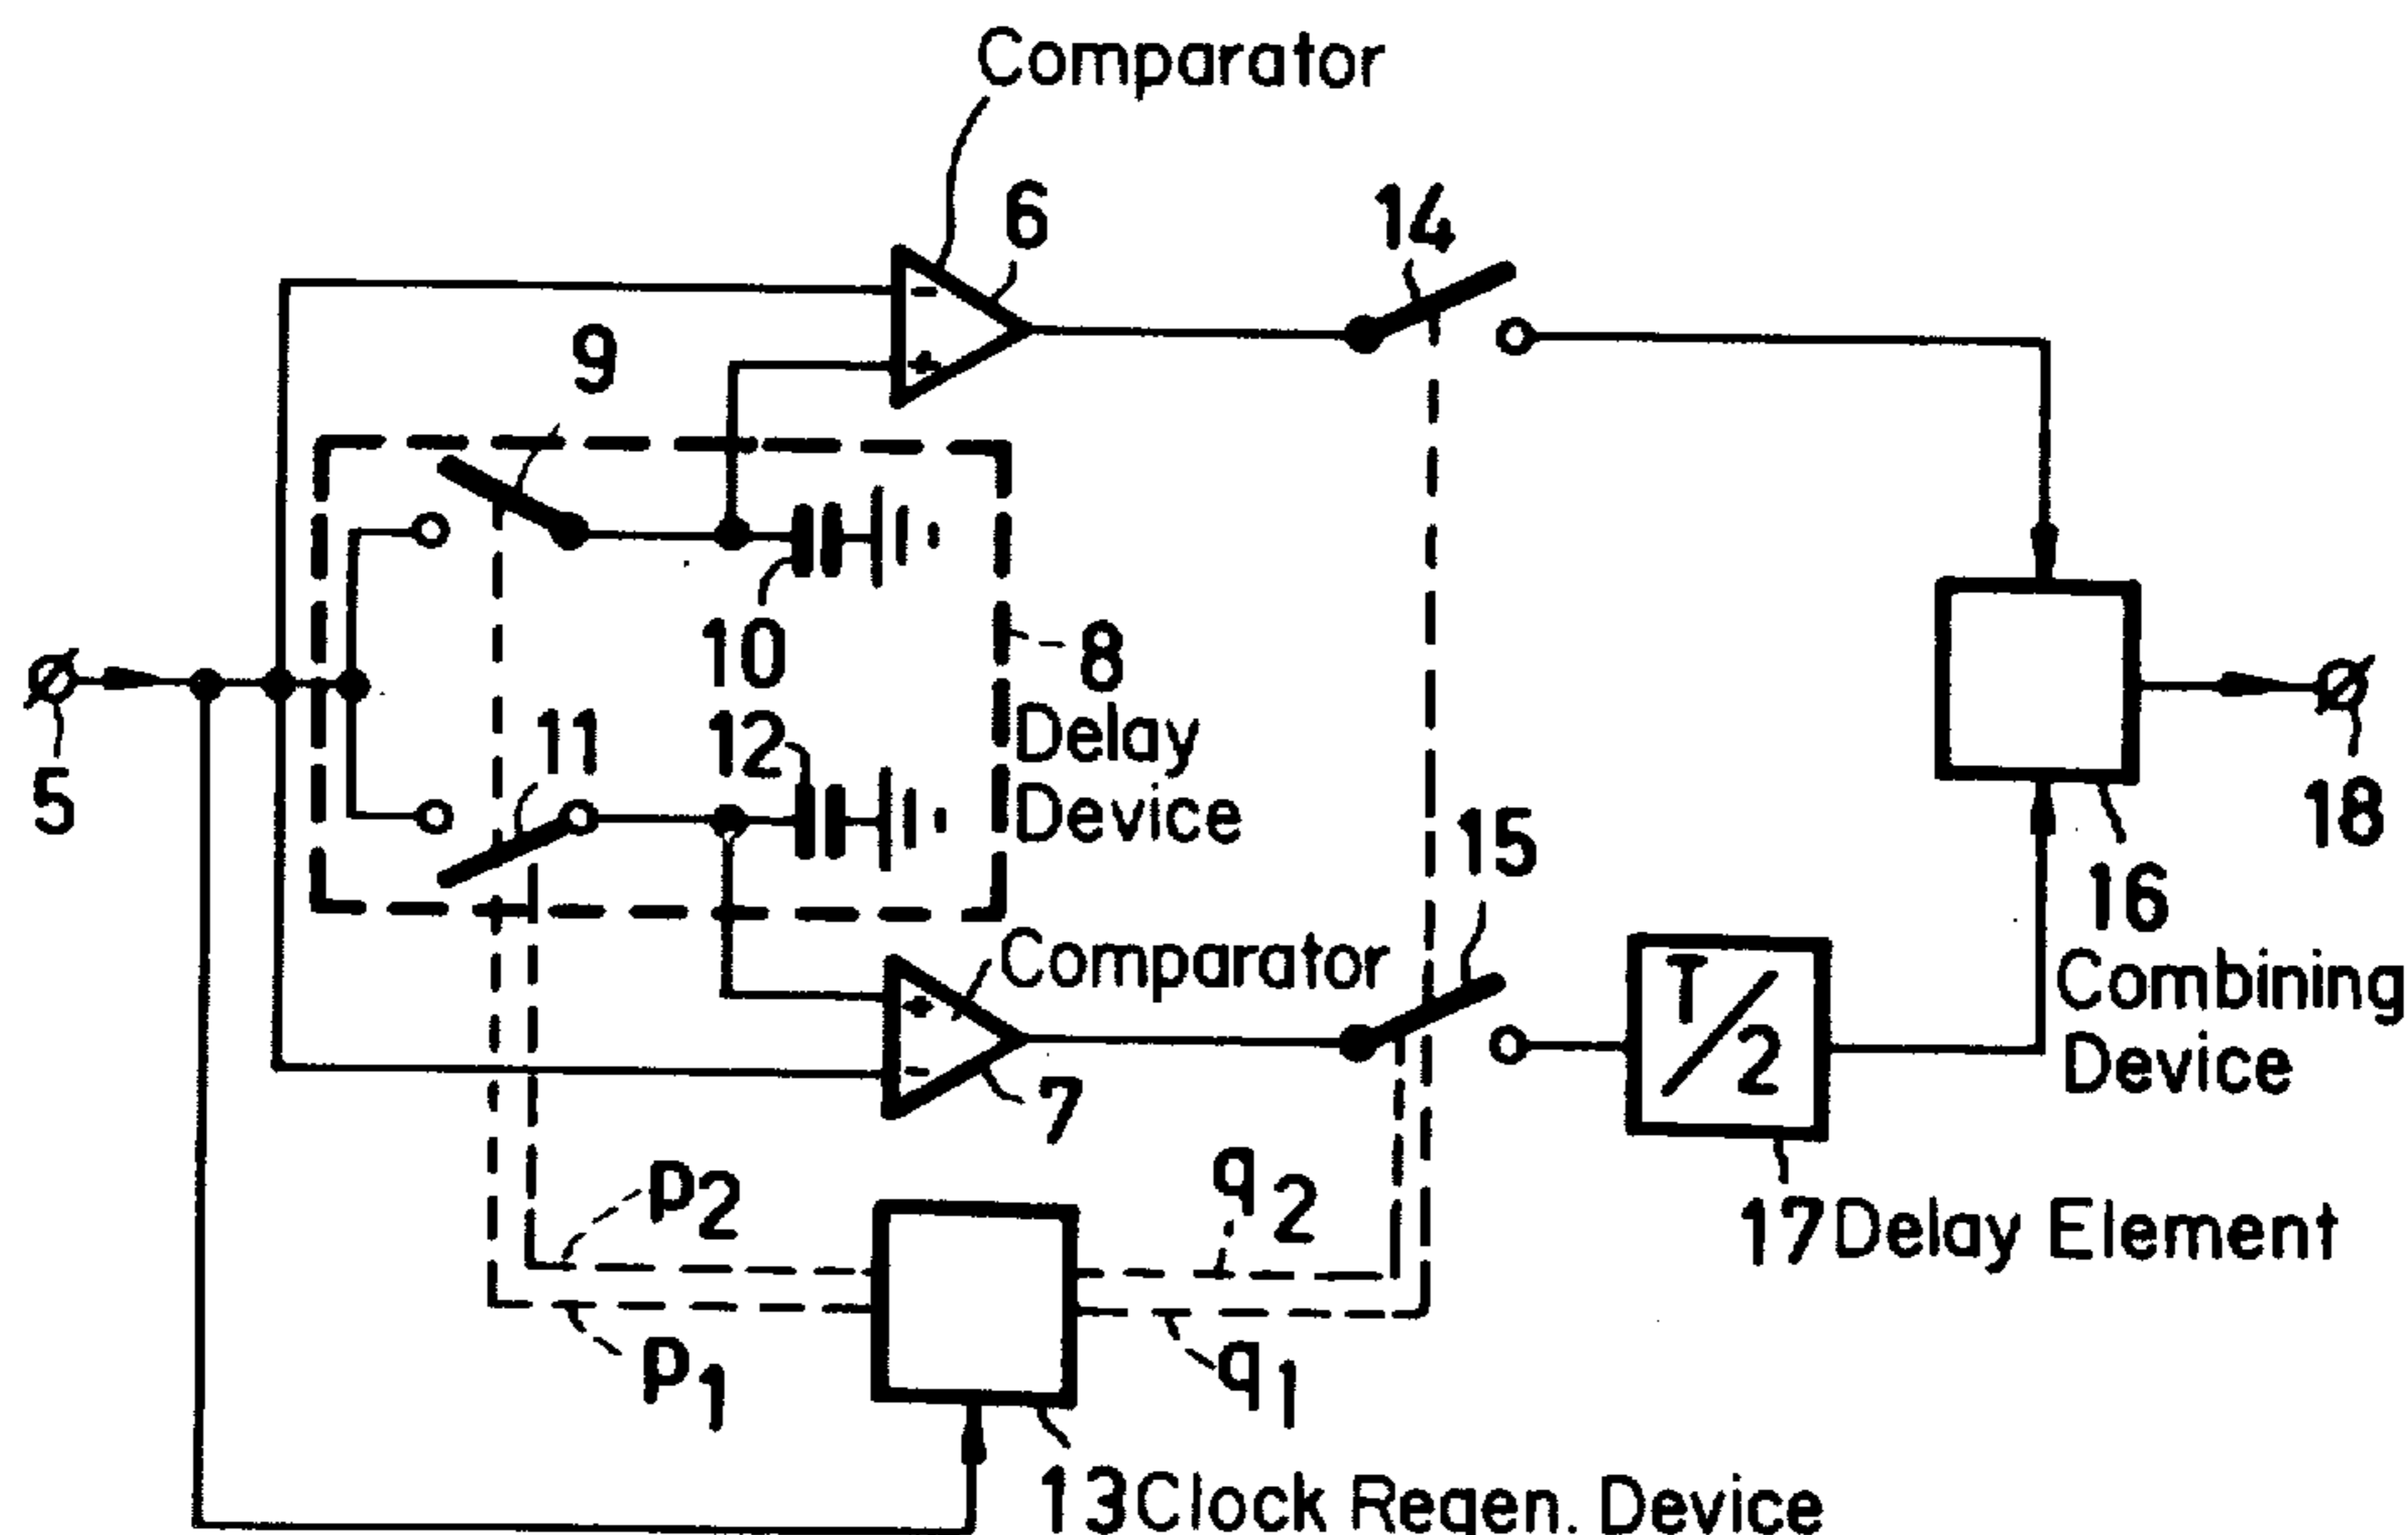 Comparator
6
14
9
-
+
10
8
Delay
Device
5
11
12
18
15
16
Combining
Device
Comparator
+
-
7
T/2
17 Delay Element
p2
q2
p1
q1
13 Clock Regen. Device